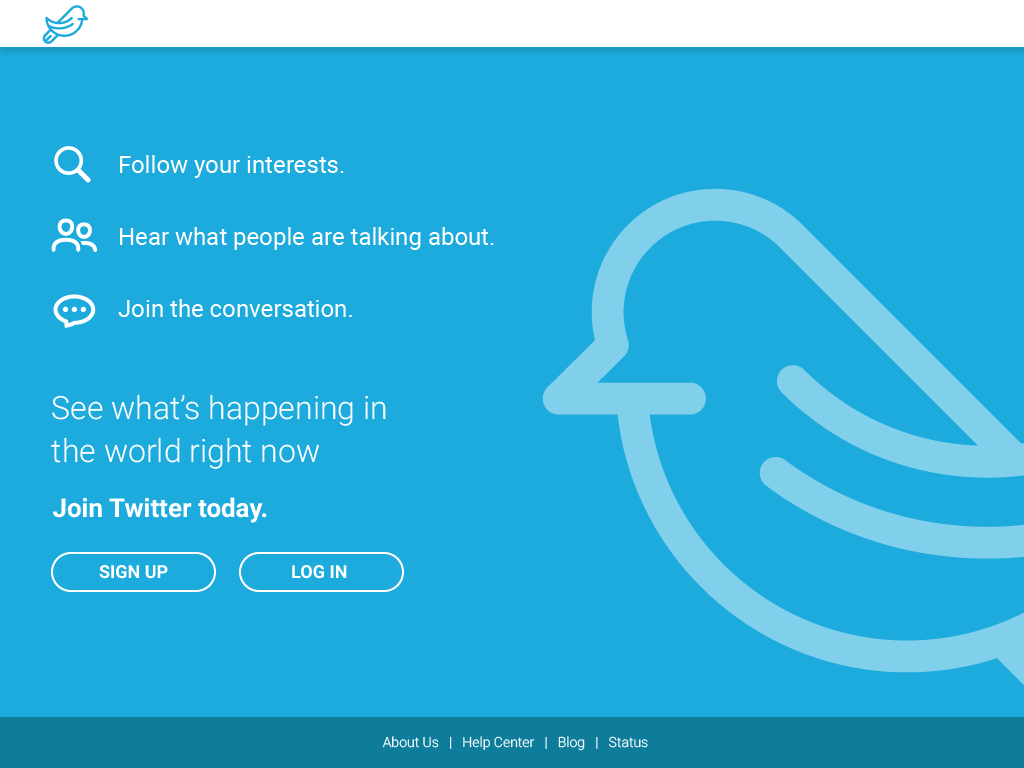 Follow your interests.
Hear what people are talking about.
Join the conversation.
See what’s happening in
the world right now
Join Twitter today.
SIGN UP
LOG IN
About Us | Help Center | Blog | Status